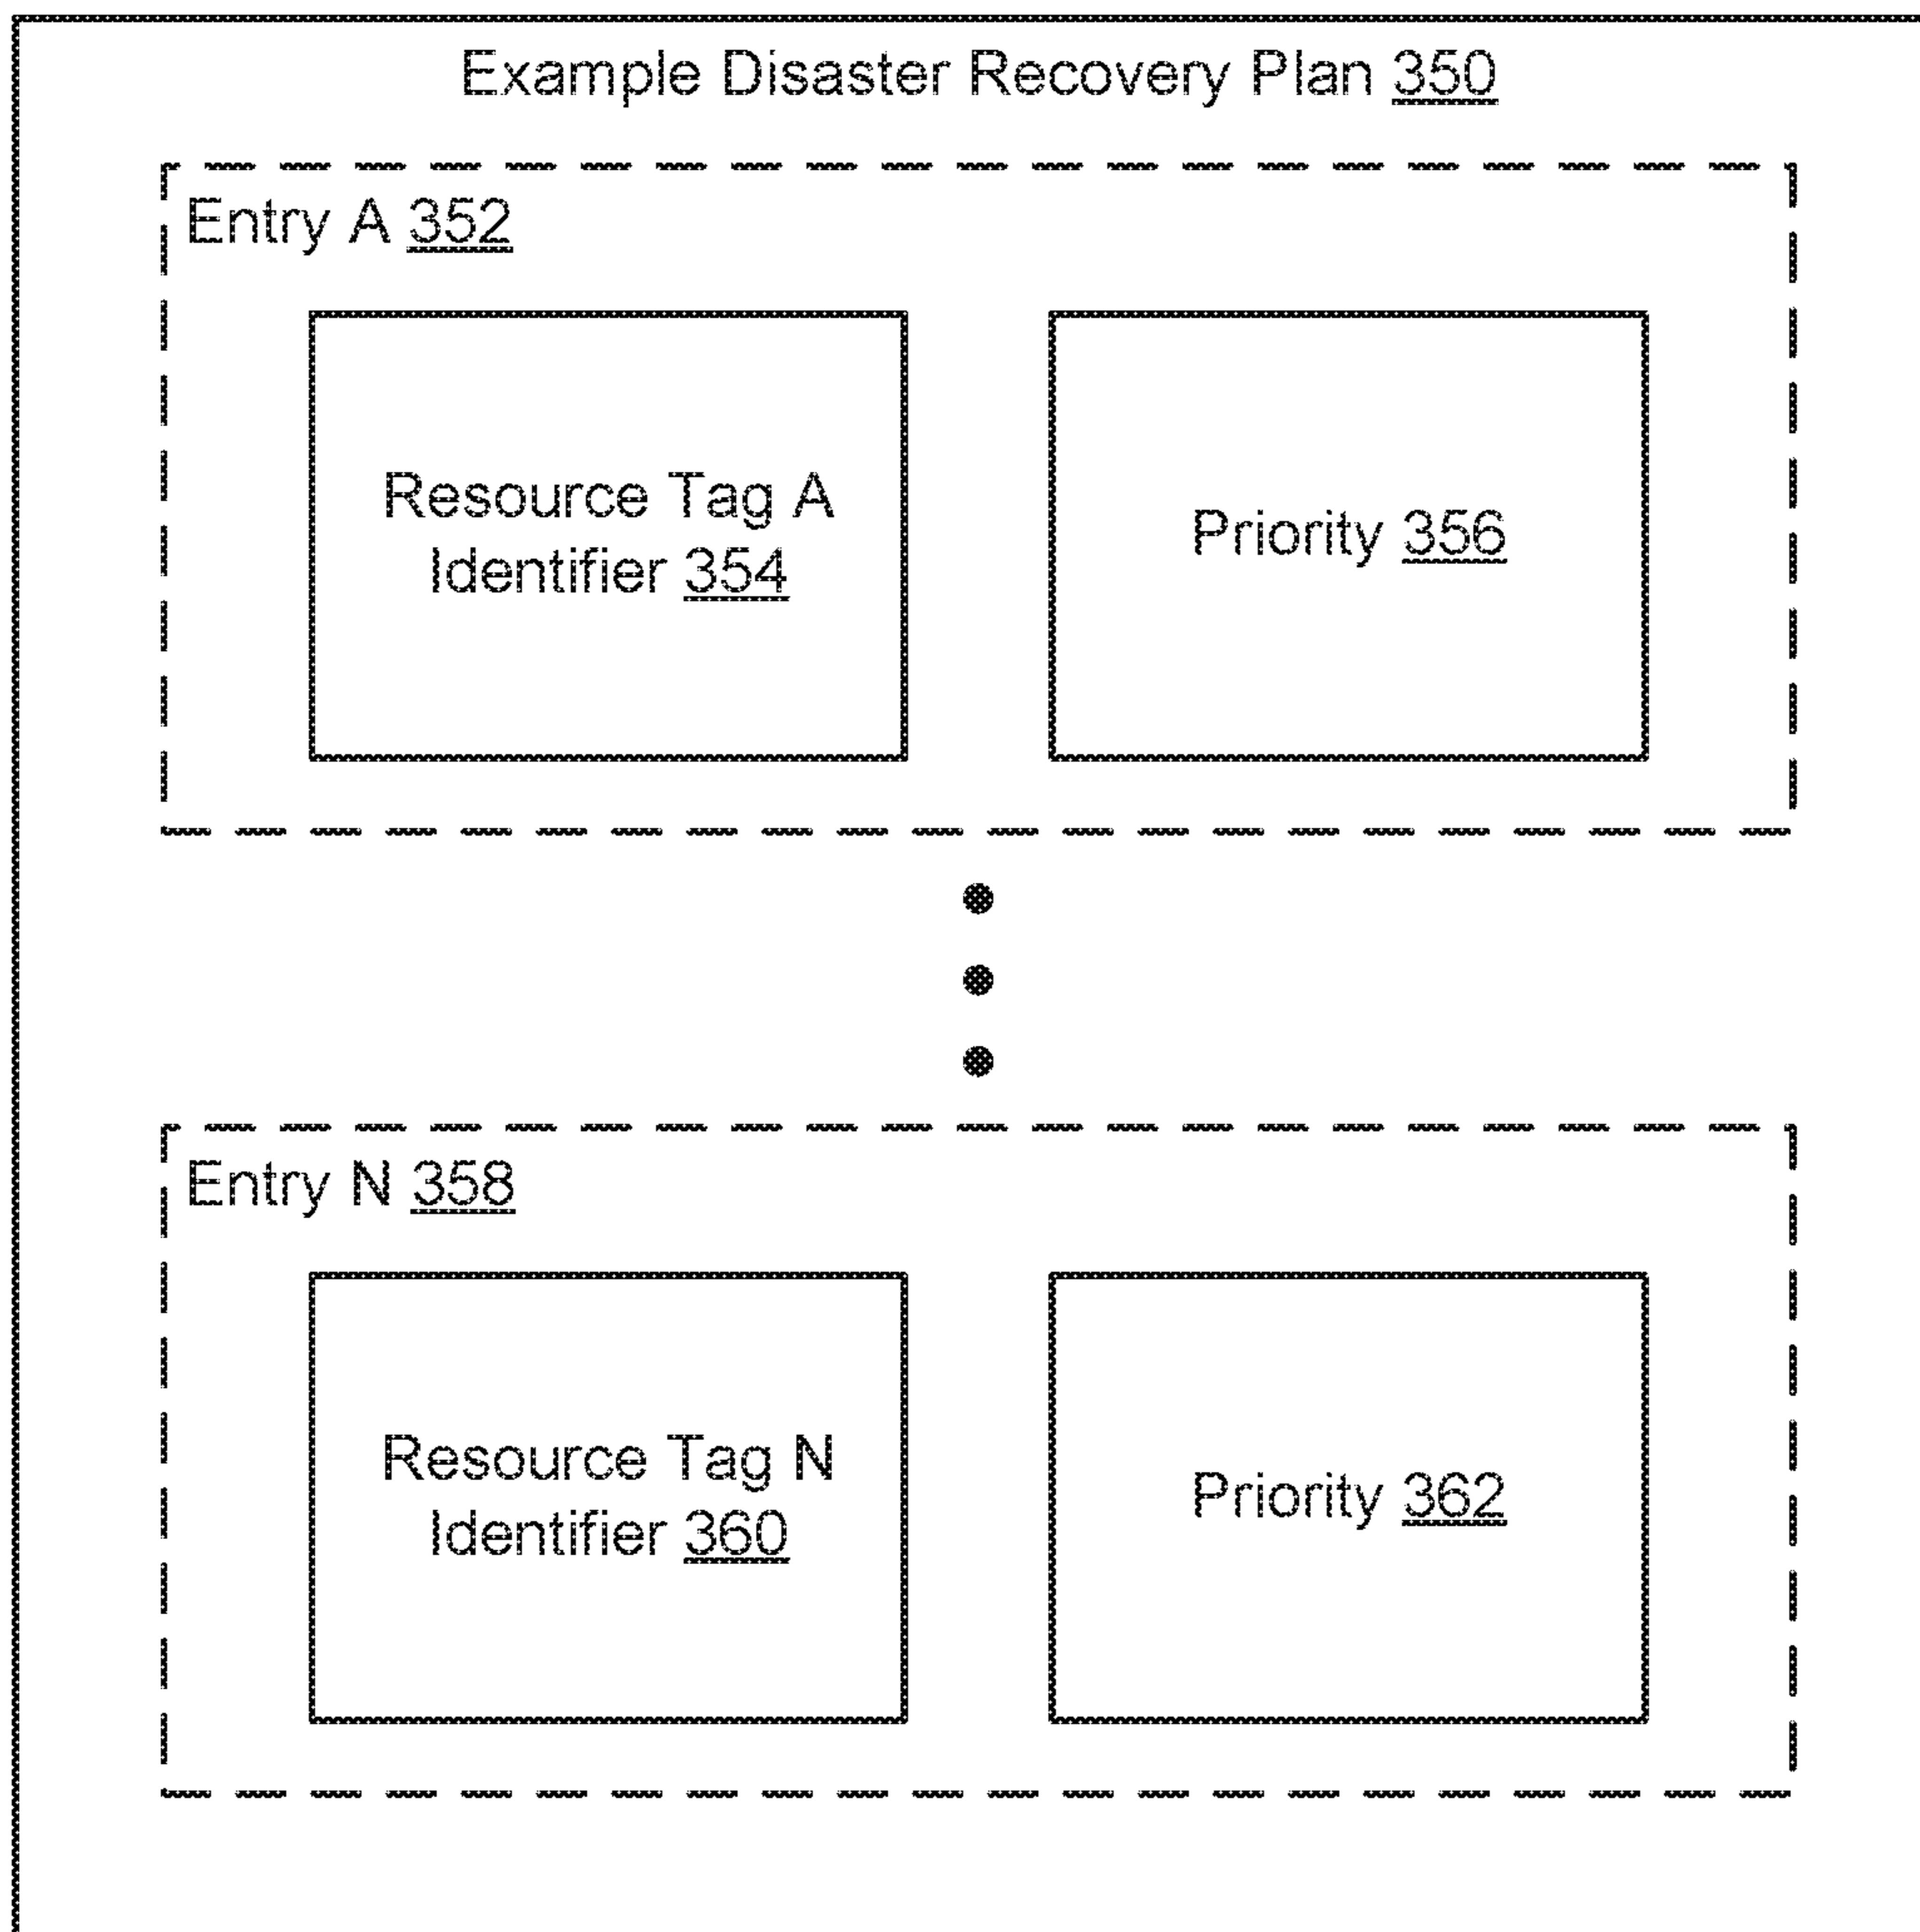 Example Disaster Recovery Plan 350
Entry A 352
Resource Tag A
Identifier 354
Priority 356
Entry N 358
Resource Tag N
Identifier 360
Priority 362